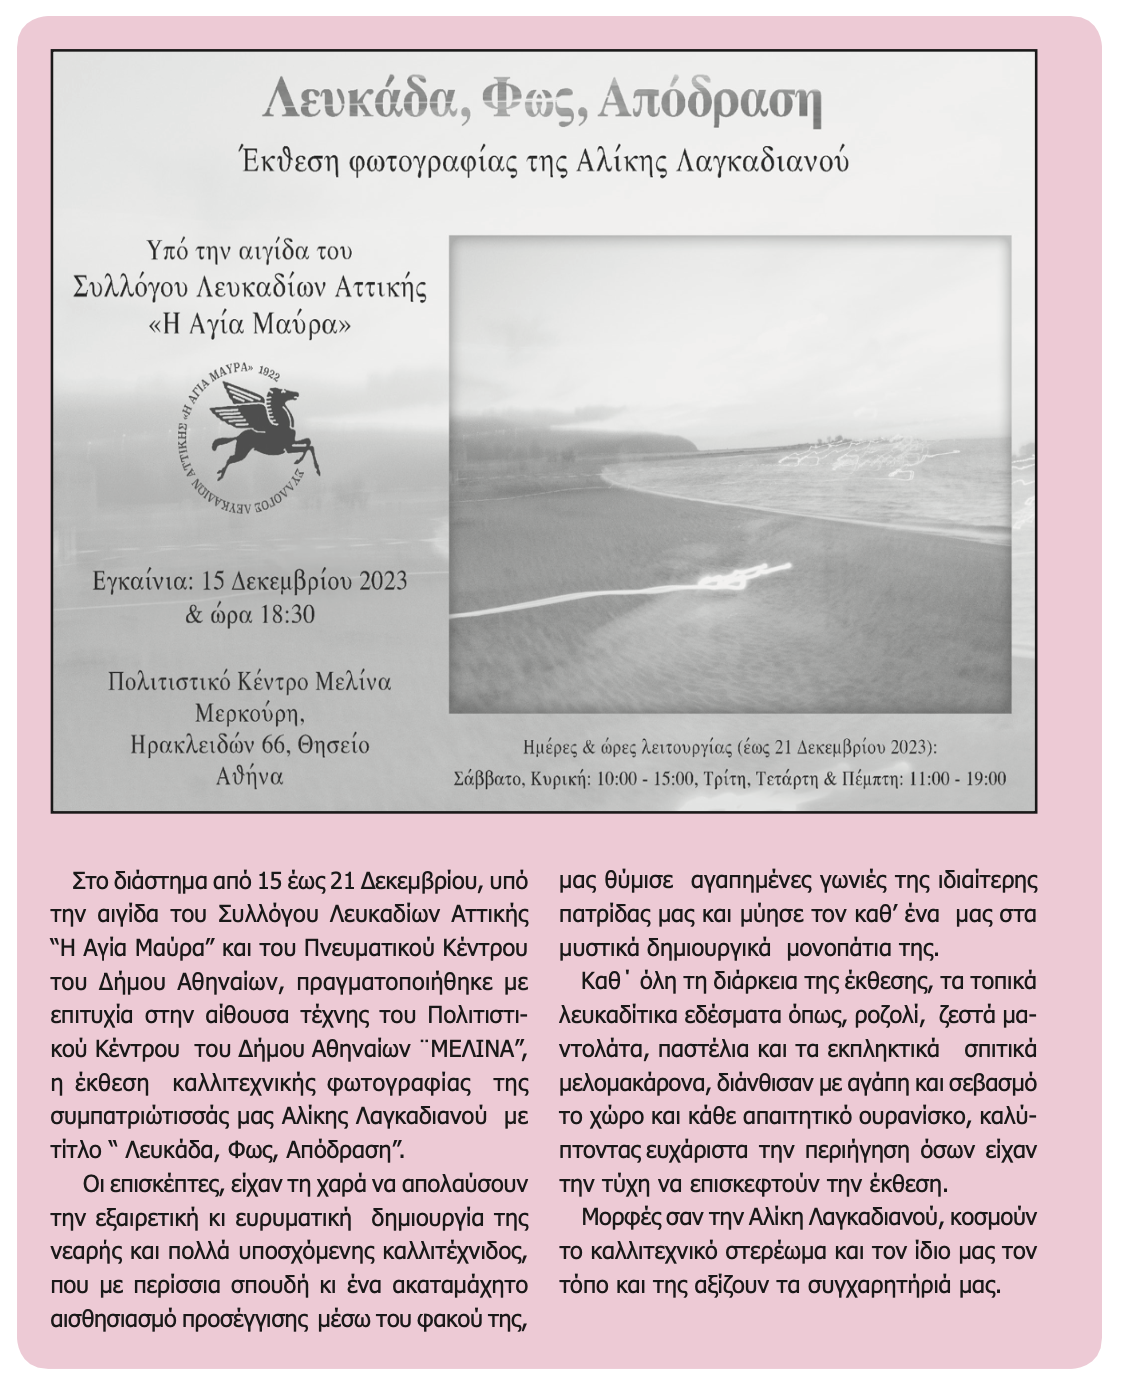 Λευκάδα, Φως, Απόδραση
Έκθεση φωτογραφίας της Αλίκης Λαγκαδιανού
Υπό την αιγίδα του
Συλλόγου Λευκαδίων Αττικής
«Η Αγία Μαύρα»
ΣΥΛΛΟΓΟΣ ΛΕΥΚΑΔΙΩΝ ΑΤΤΙΚΗΣ «Η ΑΓΙΑ ΜΑΥΡΑ» 1922
Εγκαίνια: 15 Δεκεμβρίου 2023
& ώρα 18:30
Πολιτιστικό Κέντρο Μελίνα
Μερκούρη,
Ηρακλειδών 66, Θησείο
Αθήνα
Ημέρες & ώρες λειτουργίας (έως 21 Δεκεμβρίου 2023):
Σάββατο, Κυρική: 10:00 - 15:00, Τρίτη, Τετάρτη & Πέμπτη: 11:00 - 19:00
Στο διάστημα από 15 έως 21 Δεκεμβρίου, υπό
την αιγίδα του Συλλόγου Λευκαδίων Αττικής
“Η Αγία Μαύρα” και του Πνευματικού Κέντρου
του Δήμου Αθηναίων, πραγματοποιήθηκε με
επιτυχία στην αίθουσα τέχνης του Πολιτιστι-
κού Κέντρου του Δήμου Αθηναίων ¨ΜΕΛΙΝΑ”,
η έκθεση καλλιτεχνικής φωτογραφίας της
συμπατριώτισσάς μας Αλίκης Λαγκαδιανού με
τίτλο “ Λευκάδα, Φως, Απόδραση”.
Οι επισκέπτες, είχαν τη χαρά να απολαύσουν
την εξαιρετική κι ευρυματική δημιουργία της
νεαρής και πολλά υποσχόμενης καλλιτέχνιδος,
που με περίσσια σπουδή κι ένα ακαταμάχητο
αισθησιασμό προσέγγισης μέσω του φακού της,
μας θύμισε αγαπημένες γωνιές της ιδιαίτερης
πατρίδας μας και μύησε τον καθ’ ένα μας στα
μυστικά δημιουργικά μονοπάτια της.
Καθ΄ όλη τη διάρκεια της έκθεσης, τα τοπικά
λευκαδίτικα εδέσματα όπως, ροζολί, ζεστά μα-
ντολάτα, παστέλια και τα εκπληκτικά σπιτικά
μελομακάρονα, διάνθισαν με αγάπη και σεβασμό
το χώρο και κάθε απαιτητικό ουρανίσκο, καλύ-
πτοντας ευχάριστα την περιήγηση όσων είχαν
την τύχη να επισκεφτούν την έκθεση.
Μορφές σαν την Αλίκη Λαγκαδιανού, κοσμούν
το καλλιτεχνικό στερέωμα και τον ίδιο μας τον
τόπο και της αξίζουν τα συγχαρητήριά μας.